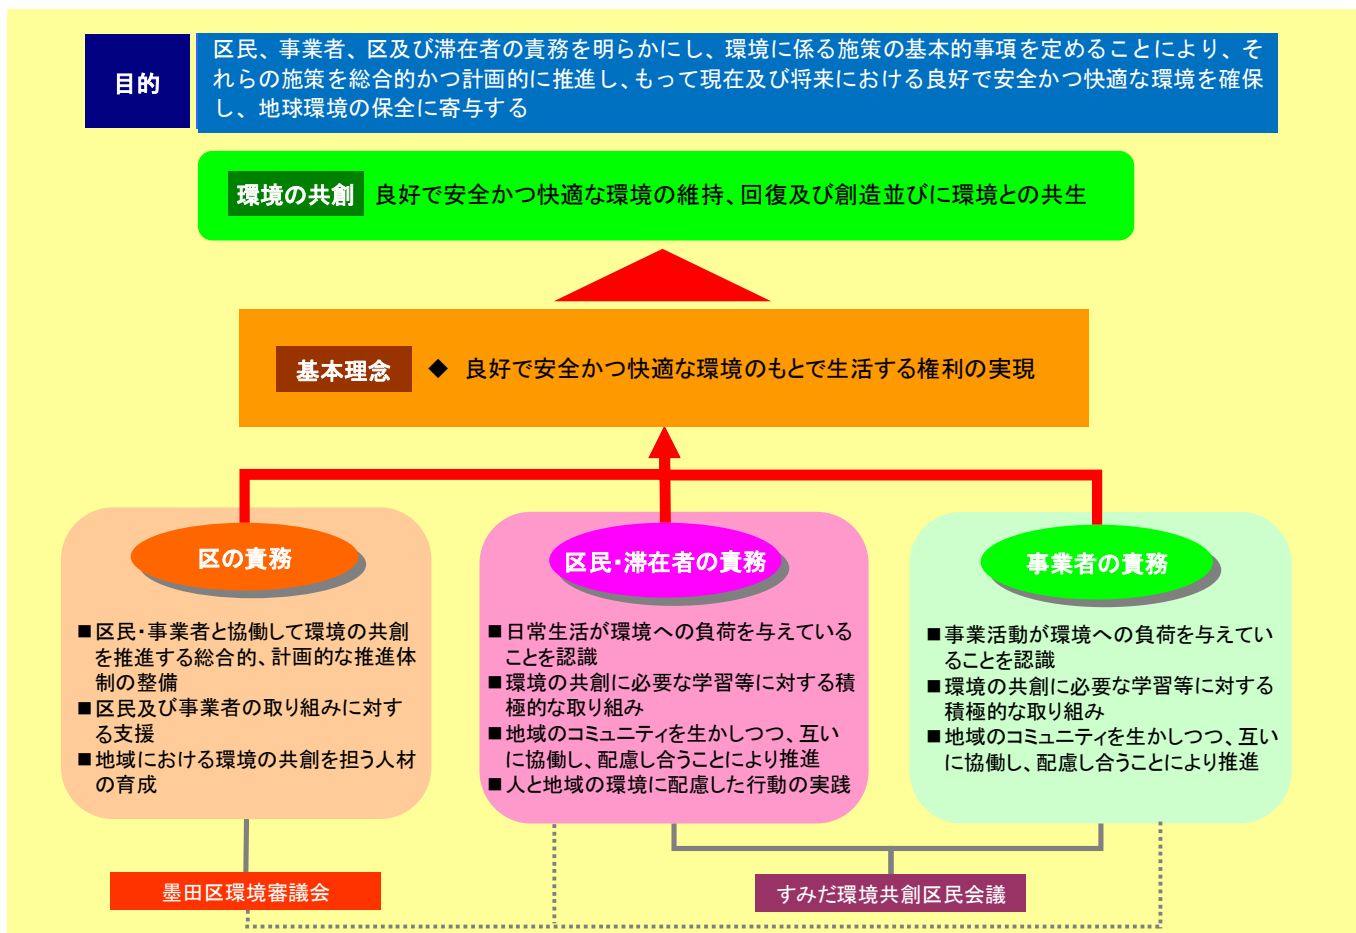 目的
区民、事業者、区及び滞在者の責務を明らかにし、環境に係る施策の基本的事項を定めることにより、そ
れらの施策を総合的かつ計画的に推進し、もって現在及び将来における良好で安全かつ快適な環境を確保
し、地球環境の保全に寄与する
環境の共創 良好で安全かつ快適な環境の維持、回復及び創造並びに環境との共生
基本理念 ◆ 良好で安全かつ快適な環境のもとで生活する権利の実現
区の責務
■区民・事業者と協働して環境の共創
を推進する総合的、計画的な推進体
制の整備
■区民及び事業者の取り組みに対す
る支援
■地域における環境の共創を担う人材
の育成
区民・滞在者の責務
■日常生活が環境への負荷を与えている
ことを認識
■環境の共創に必要な学習等に対する積
極的な取り組み
■地域のコミュニティを生かしつつ、互い
に協働し、配慮し合うことにより推進
■人と地域の環境に配慮した行動の実践
事業者の責務
■事業活動が環境への負荷を与えてい
ることを認識
■環境の共創に必要な学習等に対する
積極的な取り組み
■地域のコミュニティを生かしつつ、互い
に協働し、配慮し合うことにより推進
墨田区環境審議会
すみだ環境共創区民会議